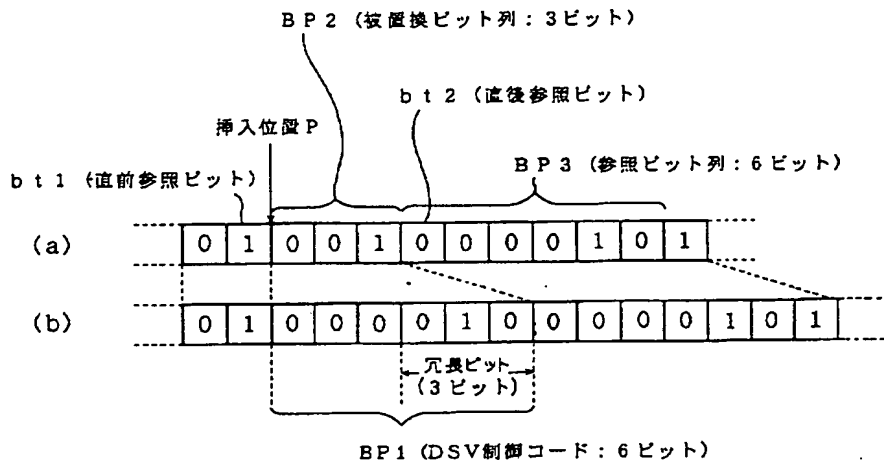 BP2(被置換ビット列:3ビット)
bt2(直後参照ビット)
挿入位置P
BP3(参照ビット列:6ビット)
bt1(直前参照ビット)
(a) 0 1 0 0 1 0 0 0 0 1 0 1
(b) 0 1 0 0 0 0 1 0 0 0 0 0 1 0 1
冗長ビット
(3ビット)
BP1(DSV制御コード:6ビット)